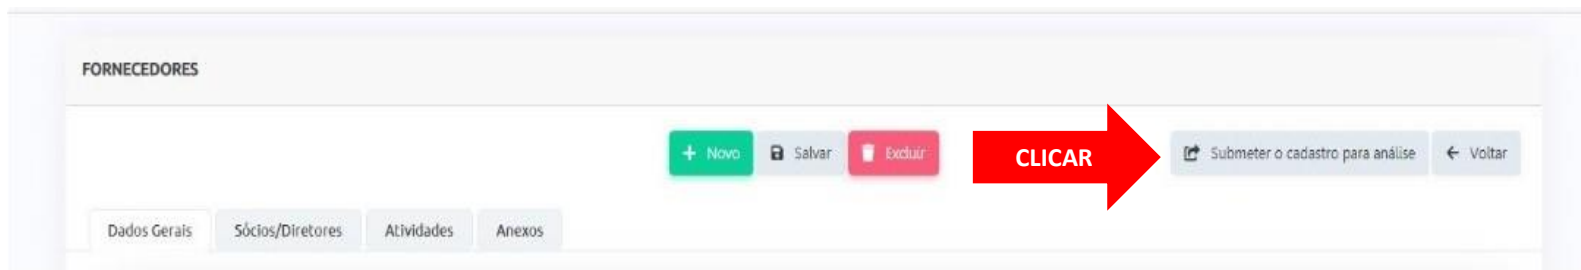 FORNECEDORES
+ Novo Salvar Excluir CLICAR Submeter o cadastro para análise ← Voltar
Dados Gerais Sócios/Diretores Atividades Anexos